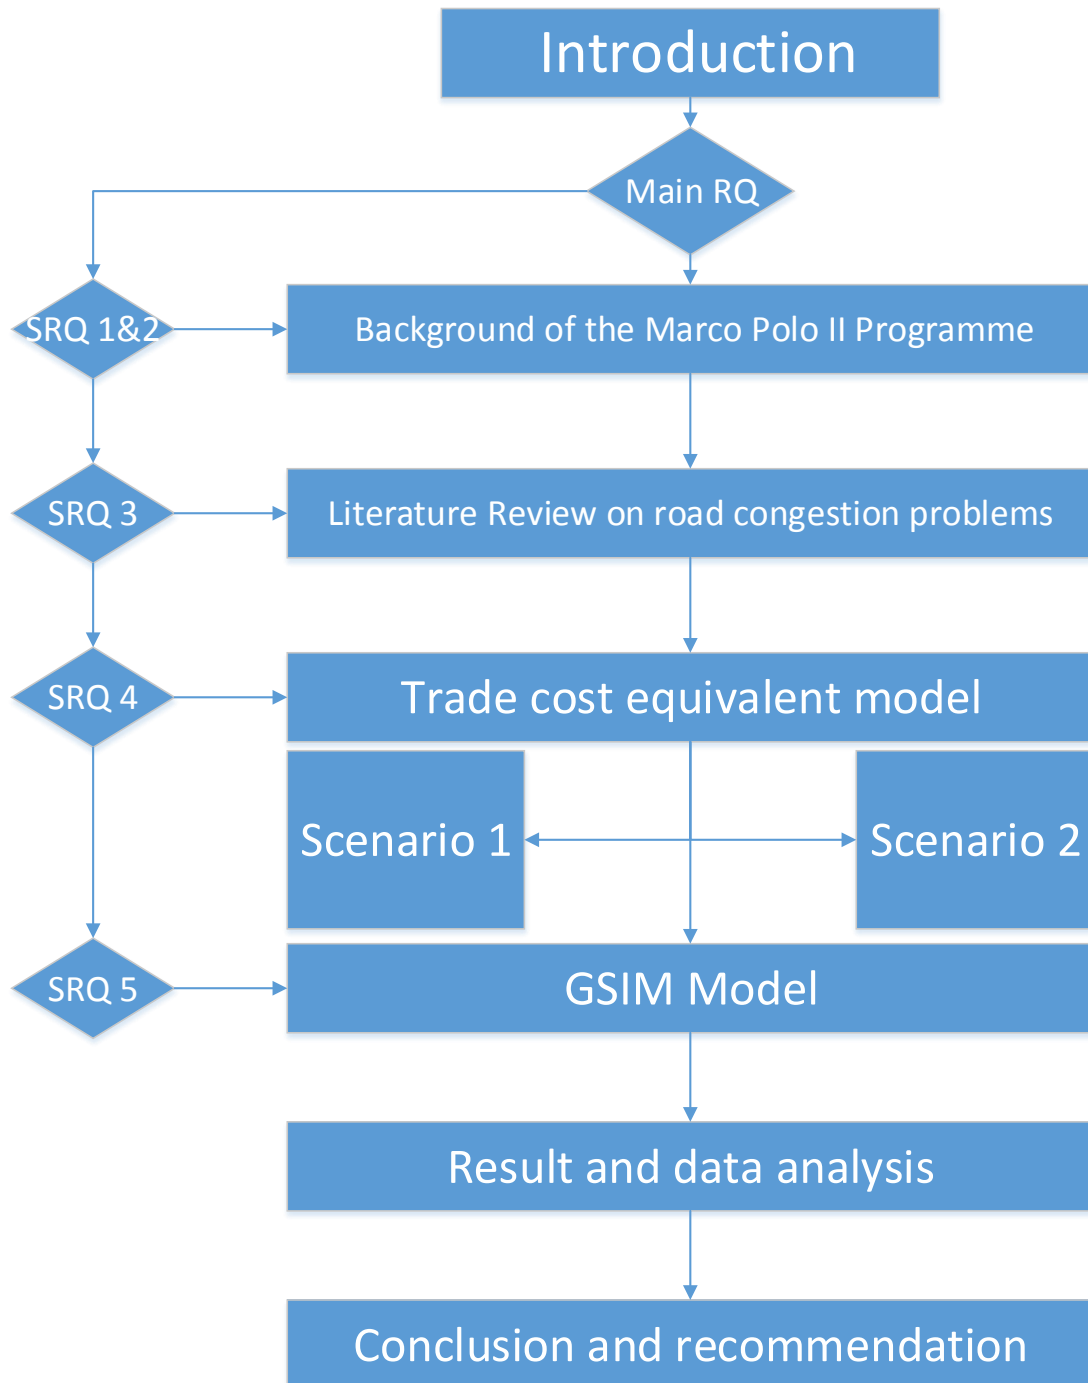 Introduction
Main RQ
SRQ 1&2
Background of the Marco Polo II Programme
SRQ 3
Literature Review on road congestion problems
SRQ 4
Trade cost equivalent model
Scenario 1
Scenario 2
SRQ 5
GSIM Model
Result and data analysis
Conclusion and recommendation